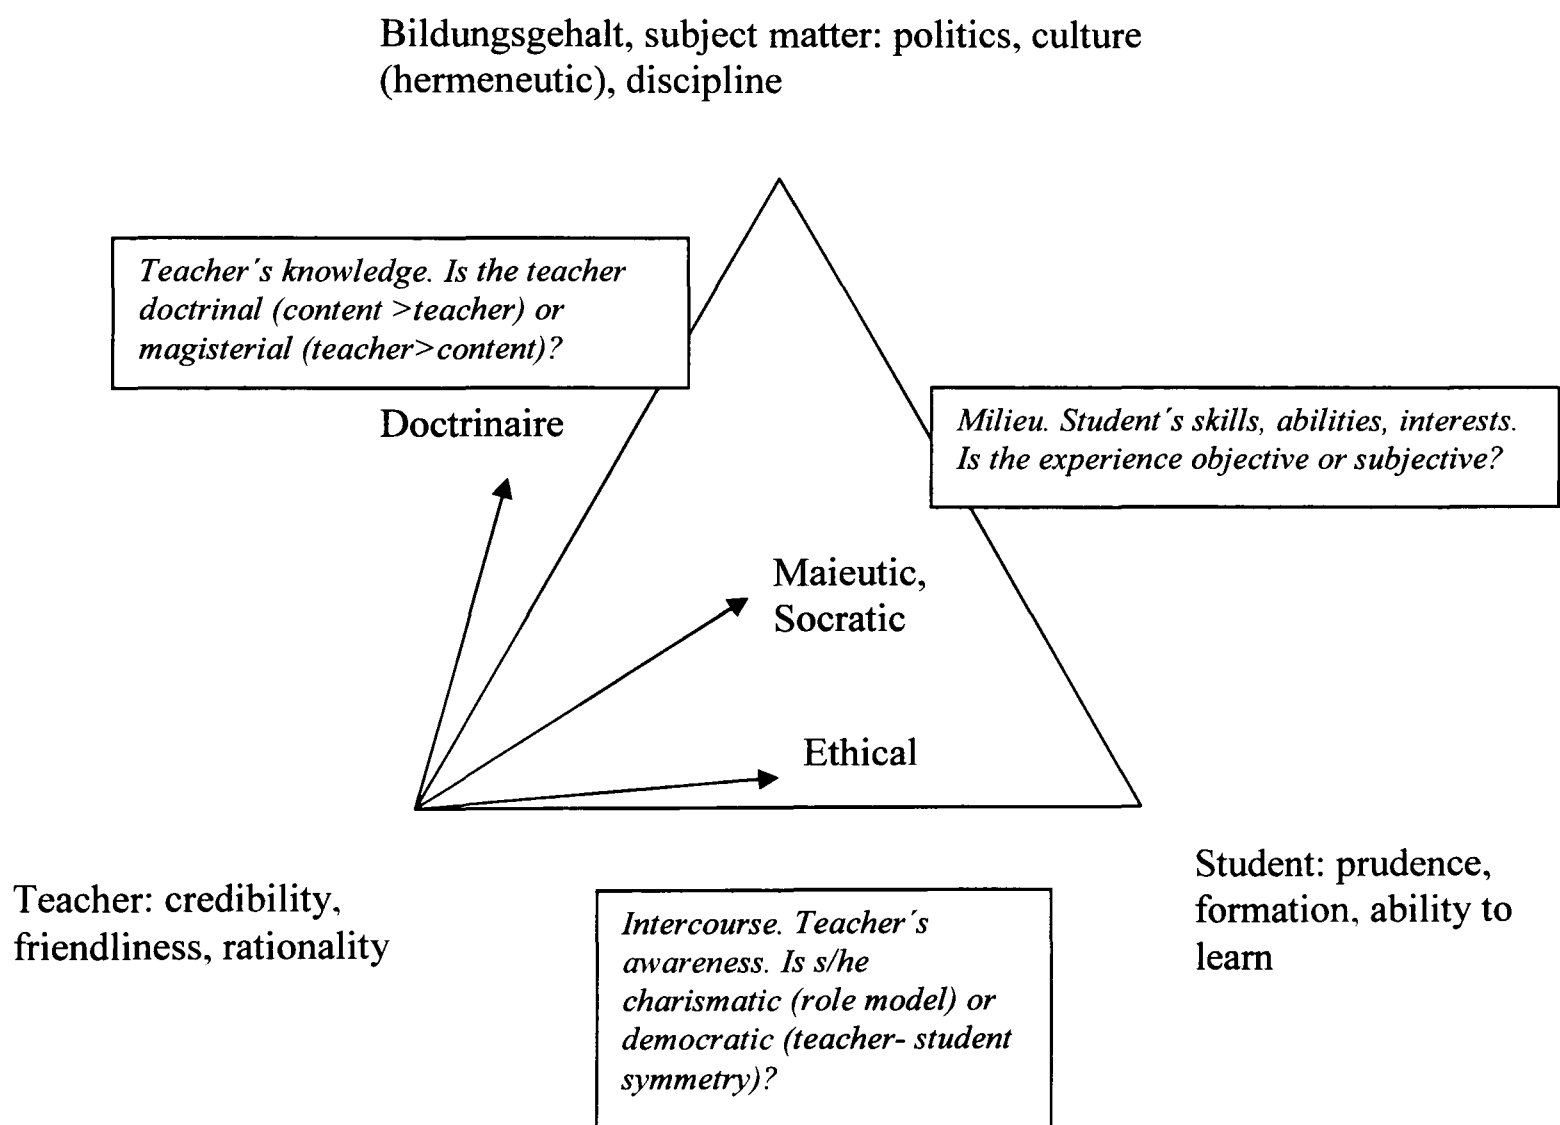 Bildungsgehalt, subject matter: politics, culture
(hermeneutic), discipline
Teacher´s knowledge. Is the teacher
doctrinal (content >teacher) or
magisterial (teacher>content)?
Doctrinaire
Milieu. Student´s skills, abilities, interests.
Is the experience objective or subjective?
Maieutic,
Socratic
Ethical
Teacher: credibility,
friendliness, rationality
Intercourse. Teacher´s
awareness. Is s/he
charismatic (role model) or
democratic (teacher- student
symmetry)?
Student: prudence,
formation, ability to
learn